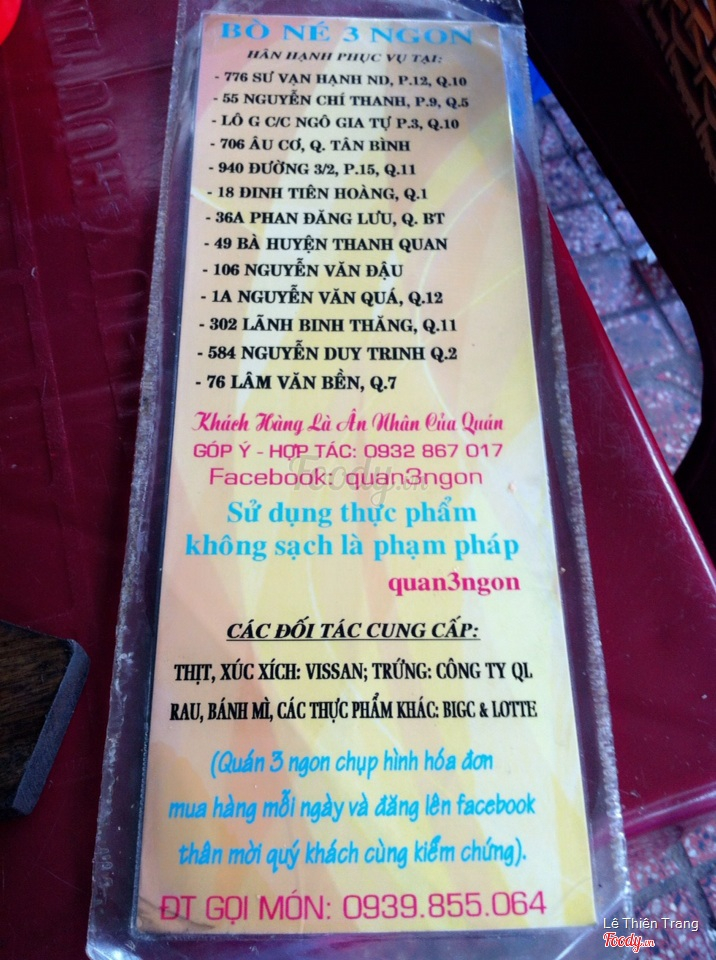 BÒ NÉ 3 NGON
HÂN HẠNH PHỤC VỤ TẠI:
- 776 SƯ VẠN HẠNH ND, P.12, Q.10
- 55 NGUYỄN CHÍ THANH, P.9, Q.5
- LÔ G C/C NGÔ GIA TỰ P.3, Q.10
- 706 ÂU CƠ, Q. TÂN BÌNH
- 940 ĐƯỜNG 3/2, P.15, Q.11
- 18 ĐINH TIÊN HOÀNG, Q.1
- 36A PHAN ĐĂNG LƯU, Q. BT
- 49 BÀ HUYỆN THANH QUAN
- 106 NGUYỄN VĂN ĐẬU
- 1A NGUYỄN VĂN QUÁ, Q.12
- 302 LÃNH BINH THĂNG, Q.11
- 584 NGUYỄN DUY TRINH Q.2
- 76 LÂM VĂN BỀN, Q.7
Khách Hàng Là Ân Nhân Của Quán
GÓP Ý - HỢP TÁC: 0932 867 017
Facebook: quan3ngon
Foody.vn
Sử dụng thực phẩm
không sạch là phạm pháp
quan3ngon
CÁC ĐỐI TÁC CUNG CẤP:
THỊT, XÚC XÍCH: VISSAN; TRỨNG: CÔNG TY QL
RAU, BÁNH MÌ, CÁC THỰC PHẨM KHÁC: BIGC & LOTTE
(Quán 3 ngon chụp hình hóa đơn
mua hàng mỗi ngày và đăng lên facebook
thân mời quý khách cùng kiểm chứng).
ĐT GỌI MÓN: 0939.855.064
Lê Thiên Trang
Foody.vn